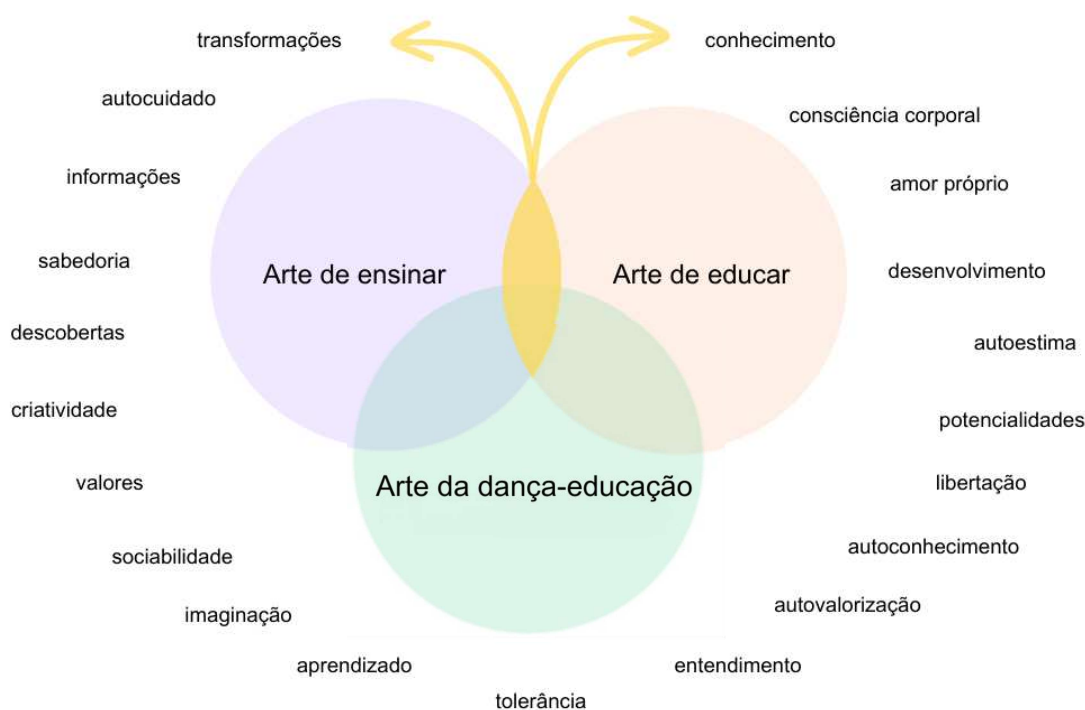 transformações
conhecimento
autocuidado
consciência corporal
informações
amor próprio
sabedoria
Arte de ensinar
Arte de educar
desenvolvimento
descobertas
autoestima
criatividade
potencialidades
valores
Arte da dança-educação
libertação
sociabilidade
autoconhecimento
imaginação
autovalorização
aprendizado
entendimento
tolerância